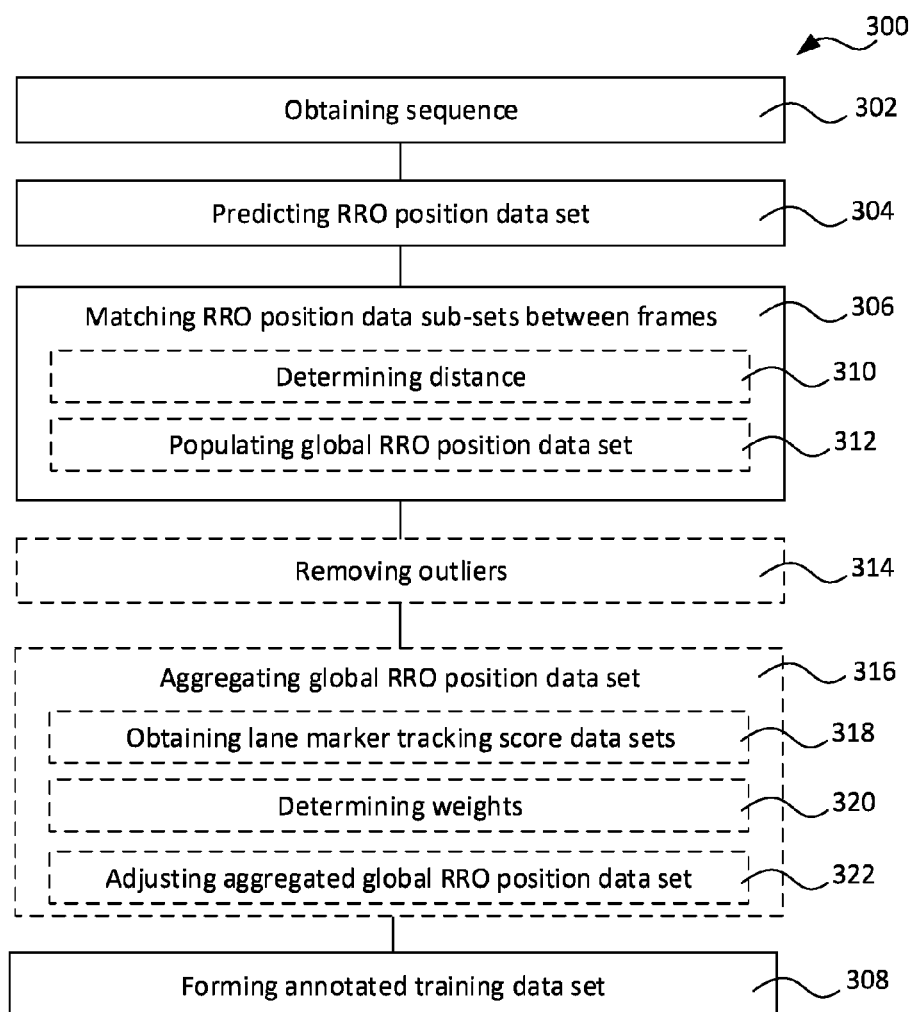 300
Obtaining sequence 302
Predicting RRO position data set 304
Matching RRO position data sub-sets between frames 306
Determining distance 310
Populating global RRO position data set 312
Removing outliers 314
Aggregating global RRO position data set 316
Obtaining lane marker tracking score data sets 318
Determining weights 320
Adjusting aggregated global RRO position data set 322
Forming annotated training data set 308